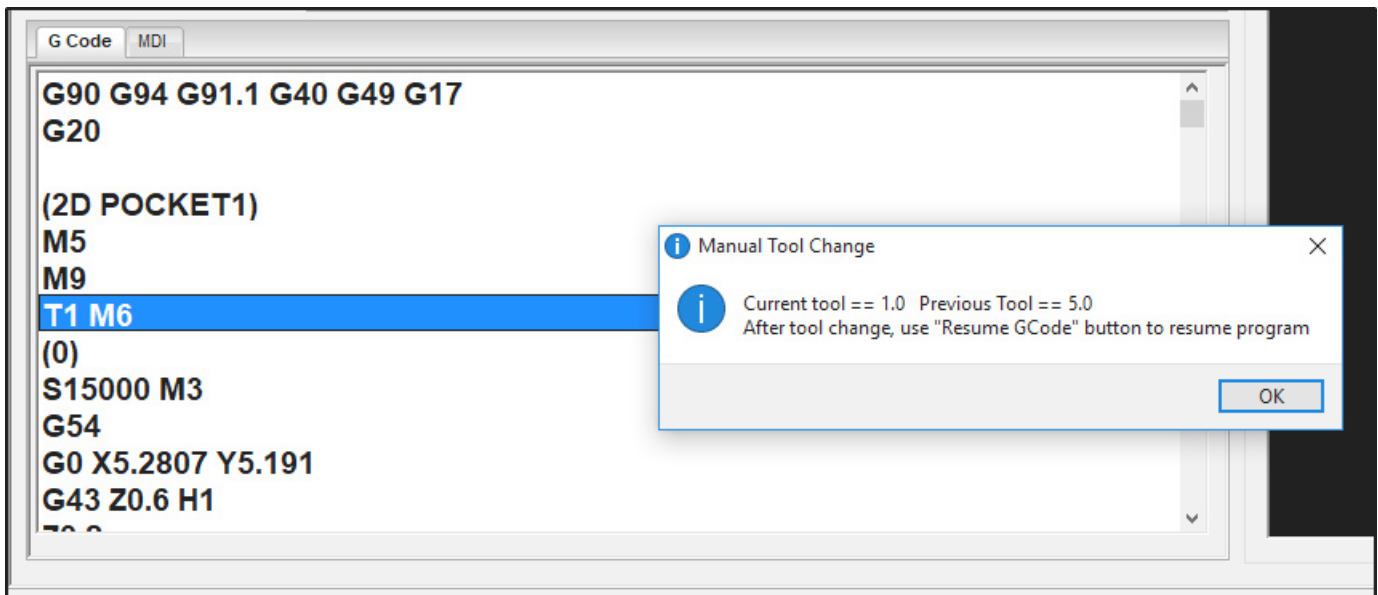 G Code MDI
G90 G94 G91.1 G40 G49 G17
G20
(2D POCKET1)
M5
M9
T1 M6
(0)
S15000 M3
G54
G0 X5.2807 Y5.191
G43 Z0.6 H1
Manual Tool Change
Current tool == 1.0 Previous Tool == 5.0
After tool change, use "Resume GCode" button to resume program
OK